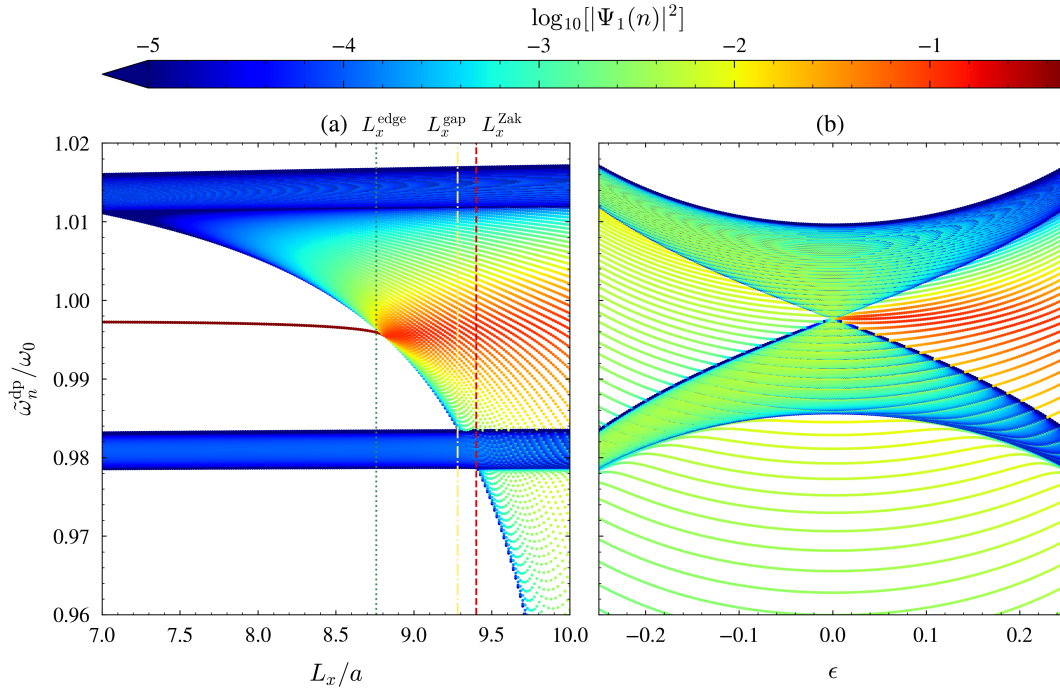 log₁₀[|Ψ₁(n)|²]
−5 −4 −3 −2 −1
(a) L_x^edge L_x^gap L_x^Zak (b)
1.02
1.01
1.00
0.99
0.98
0.97
0.96
ω̃_n^dp/ω₀
7.0 7.5 8.0 8.5 9.0 9.5 10.0
−0.2 −0.1 0.0 0.1 0.2
L_x/a
ϵ